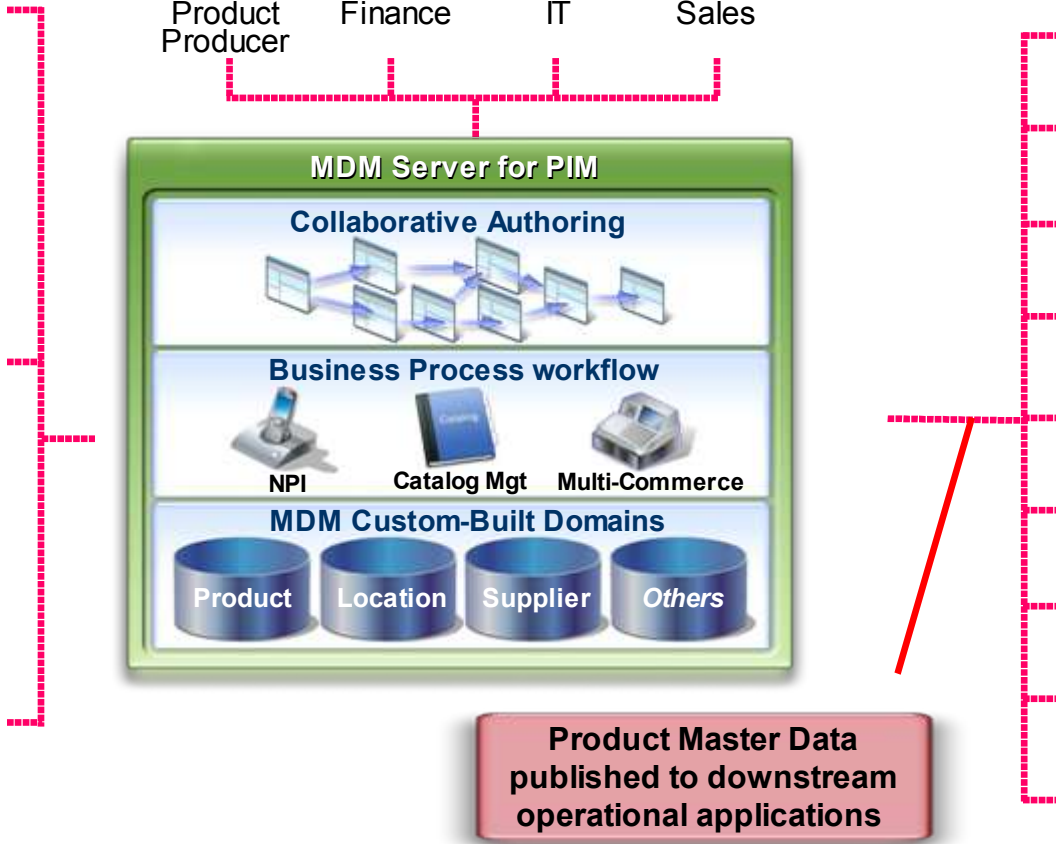 Product
Producer
Finance
IT
Sales
MDM Server for PIM
Collaborative Authoring
Business Process workflow
Catalog
NPI
Catalog Mgt
Multi-Commerce
MDM Custom-Built Domains
Product
Location
Supplier
Others
Product Master Data
published to downstream
operational applications